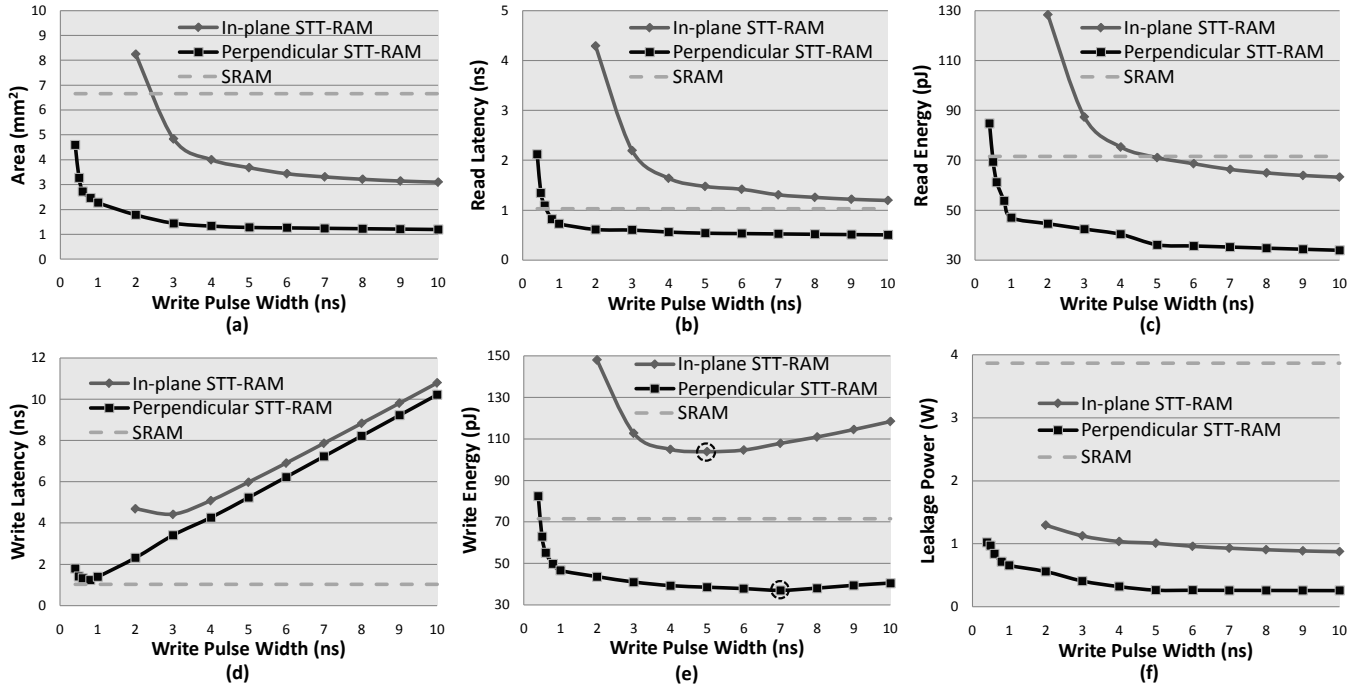 10
9
8
7
6
5
4
3
2
1
0
Area (mm²)
In-plane STT-RAM
Perpendicular STT-RAM
SRAM
0 1 2 3 4 5 6 7 8 9 10
Write Pulse Width (ns)
(a)
5
4
3
2
1
0
Read Latency (ns)
In-plane STT-RAM
Perpendicular STT-RAM
SRAM
0 1 2 3 4 5 6 7 8 9 10
Write Pulse Width (ns)
(b)
130
110
90
70
50
30
Read Energy (pJ)
In-plane STT-RAM
Perpendicular STT-RAM
SRAM
0 1 2 3 4 5 6 7 8 9 10
Write Pulse Width (ns)
(c)
12
10
8
6
4
2
0
Write Latency (ns)
In-plane STT-RAM
Perpendicular STT-RAM
SRAM
0 1 2 3 4 5 6 7 8 9 10
Write Pulse Width (ns)
(d)
150
130
110
90
70
50
30
Write Energy (pJ)
In-plane STT-RAM
Perpendicular STT-RAM
SRAM
0 1 2 3 4 5 6 7 8 9 10
Write Pulse Width (ns)
(e)
4
3
2
1
0
Leakage Power (W)
In-plane STT-RAM
Perpendicular STT-RAM
SRAM
0 1 2 3 4 5 6 7 8 9 10
Write Pulse Width (ns)
(f)